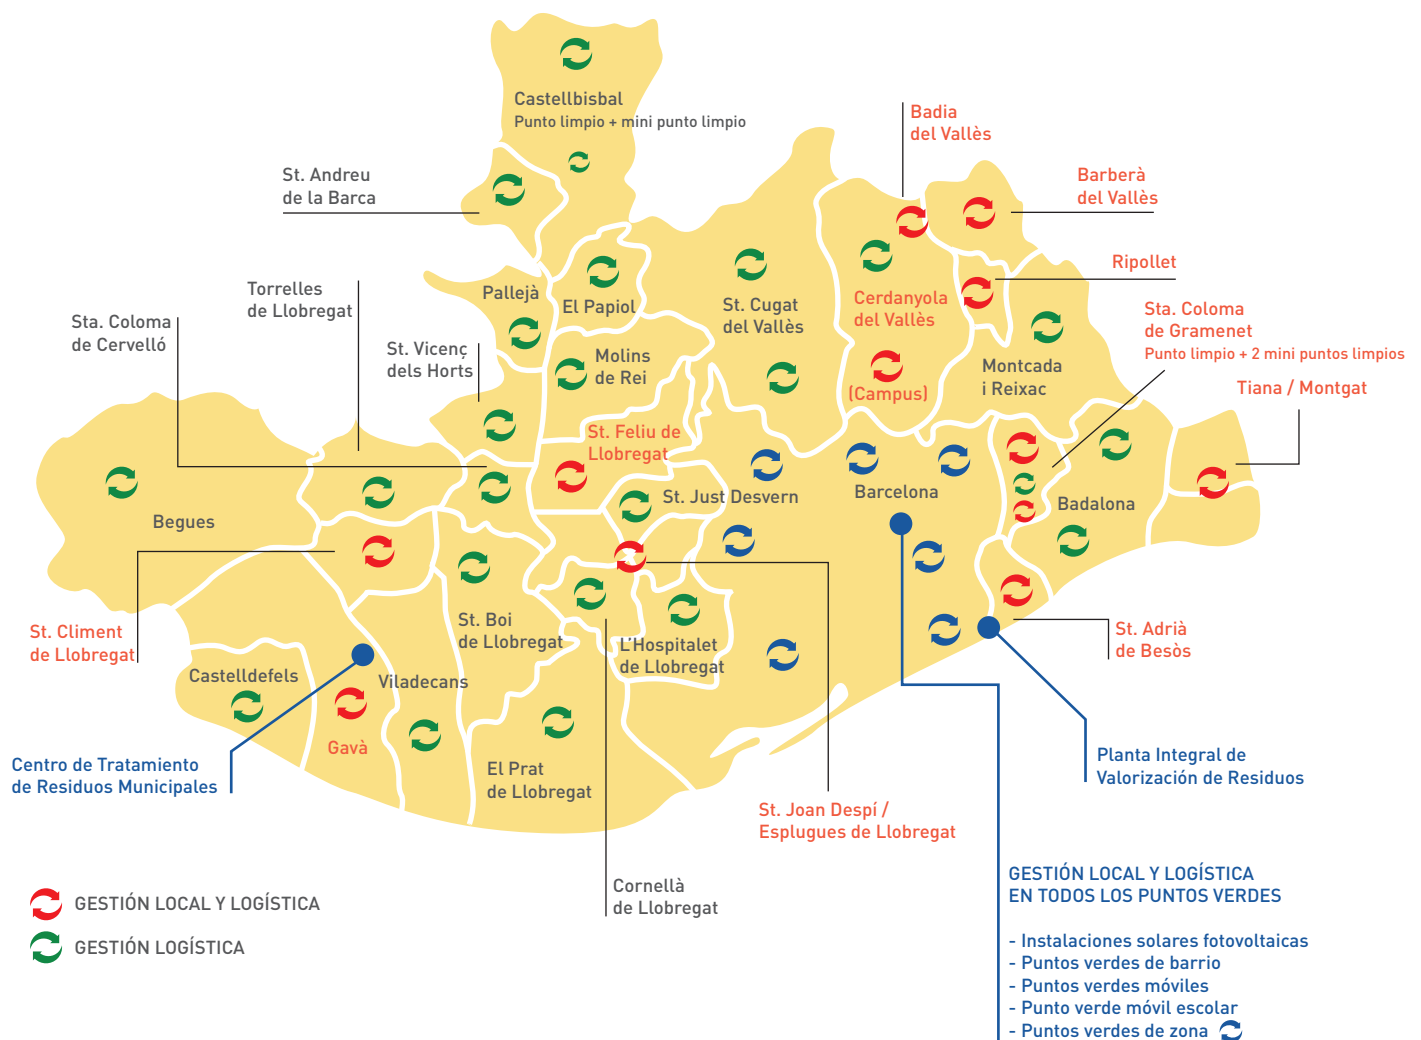 Castellbisbal
Punto limpio + mini punto limpio
Badia
del Vallès
St. Andreu
de la Barca
Barberà
del Vallès
Ripollet
Torrelles
de Llobregat
Pallejà
El Papiol
St. Cugat
del Vallès
Cerdanyola
del Vallès
Sta. Coloma
de Gramenet
Punto limpio + 2 mini puntos limpios
Sta. Coloma
de Cervelló
St. Vicenç
dels Horts
Molins
de Rei
Montcada
i Reixac
Tiana / Montgat
(Campus)
St. Feliu de
Llobregat
St. Just Desvern
Barcelona
Badalona
Begues
St. Climent
de Llobregat
St. Boi
de Llobregat
L'Hospitalet
de Llobregat
St. Adrià
de Besòs
Castelldefels
Viladecans
Gavà
Centro de Tratamiento
de Residuos Municipales
El Prat
de Llobregat
Planta Integral de
Valorización de Residuos
St. Joan Despí /
Esplugues de Llobregat
Cornellà
de Llobregat
GESTIÓN LOCAL Y LOGÍSTICA
GESTIÓN LOGÍSTICA
GESTIÓN LOCAL Y LOGÍSTICA
EN TODOS LOS PUNTOS VERDES
- Instalaciones solares fotovoltaicas
- Puntos verdes de barrio
- Puntos verdes móviles
- Punto verde móvil escolar
- Puntos verdes de zona